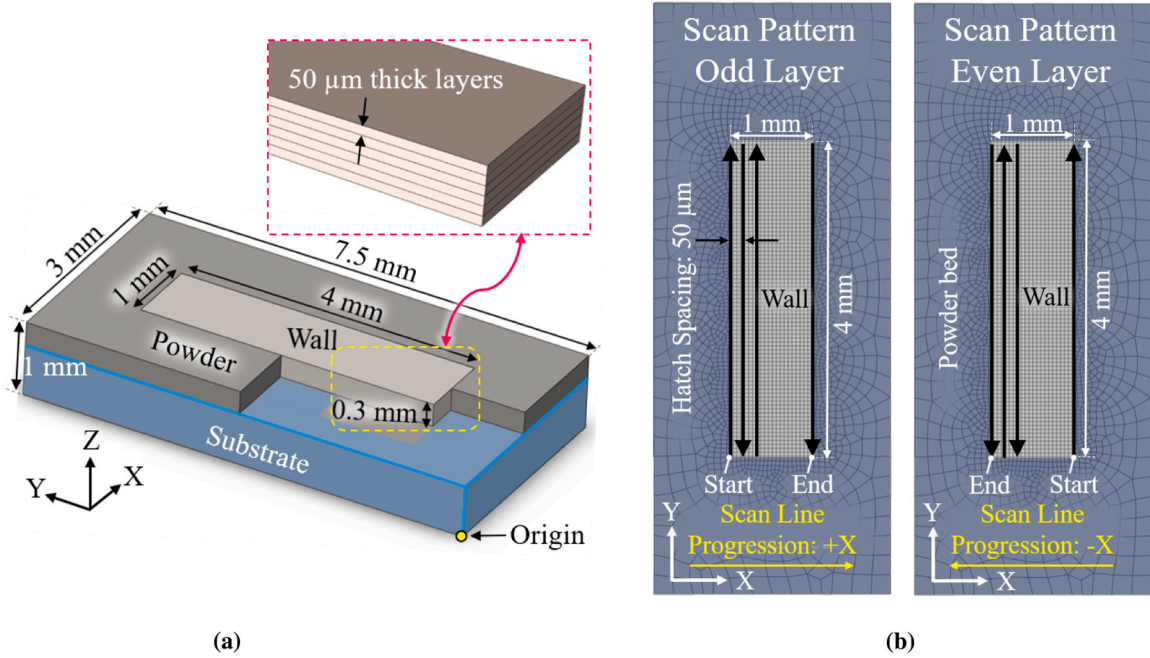 50 µm thick layers
3 mm
7.5 mm
1 mm
4 mm
Wall
Powder
1 mm
0.3 mm
Substrate
Z
Y
X
Origin
(a)
Scan Pattern
Odd Layer
1 mm
Hatch Spacing: 50 µm
Wall
4 mm
Start
End
Scan Line
Progression: +X
Y
X
Scan Pattern
Even Layer
1 mm
Powder bed
Wall
4 mm
End
Start
Scan Line
Progression: -X
Y
X
(b)